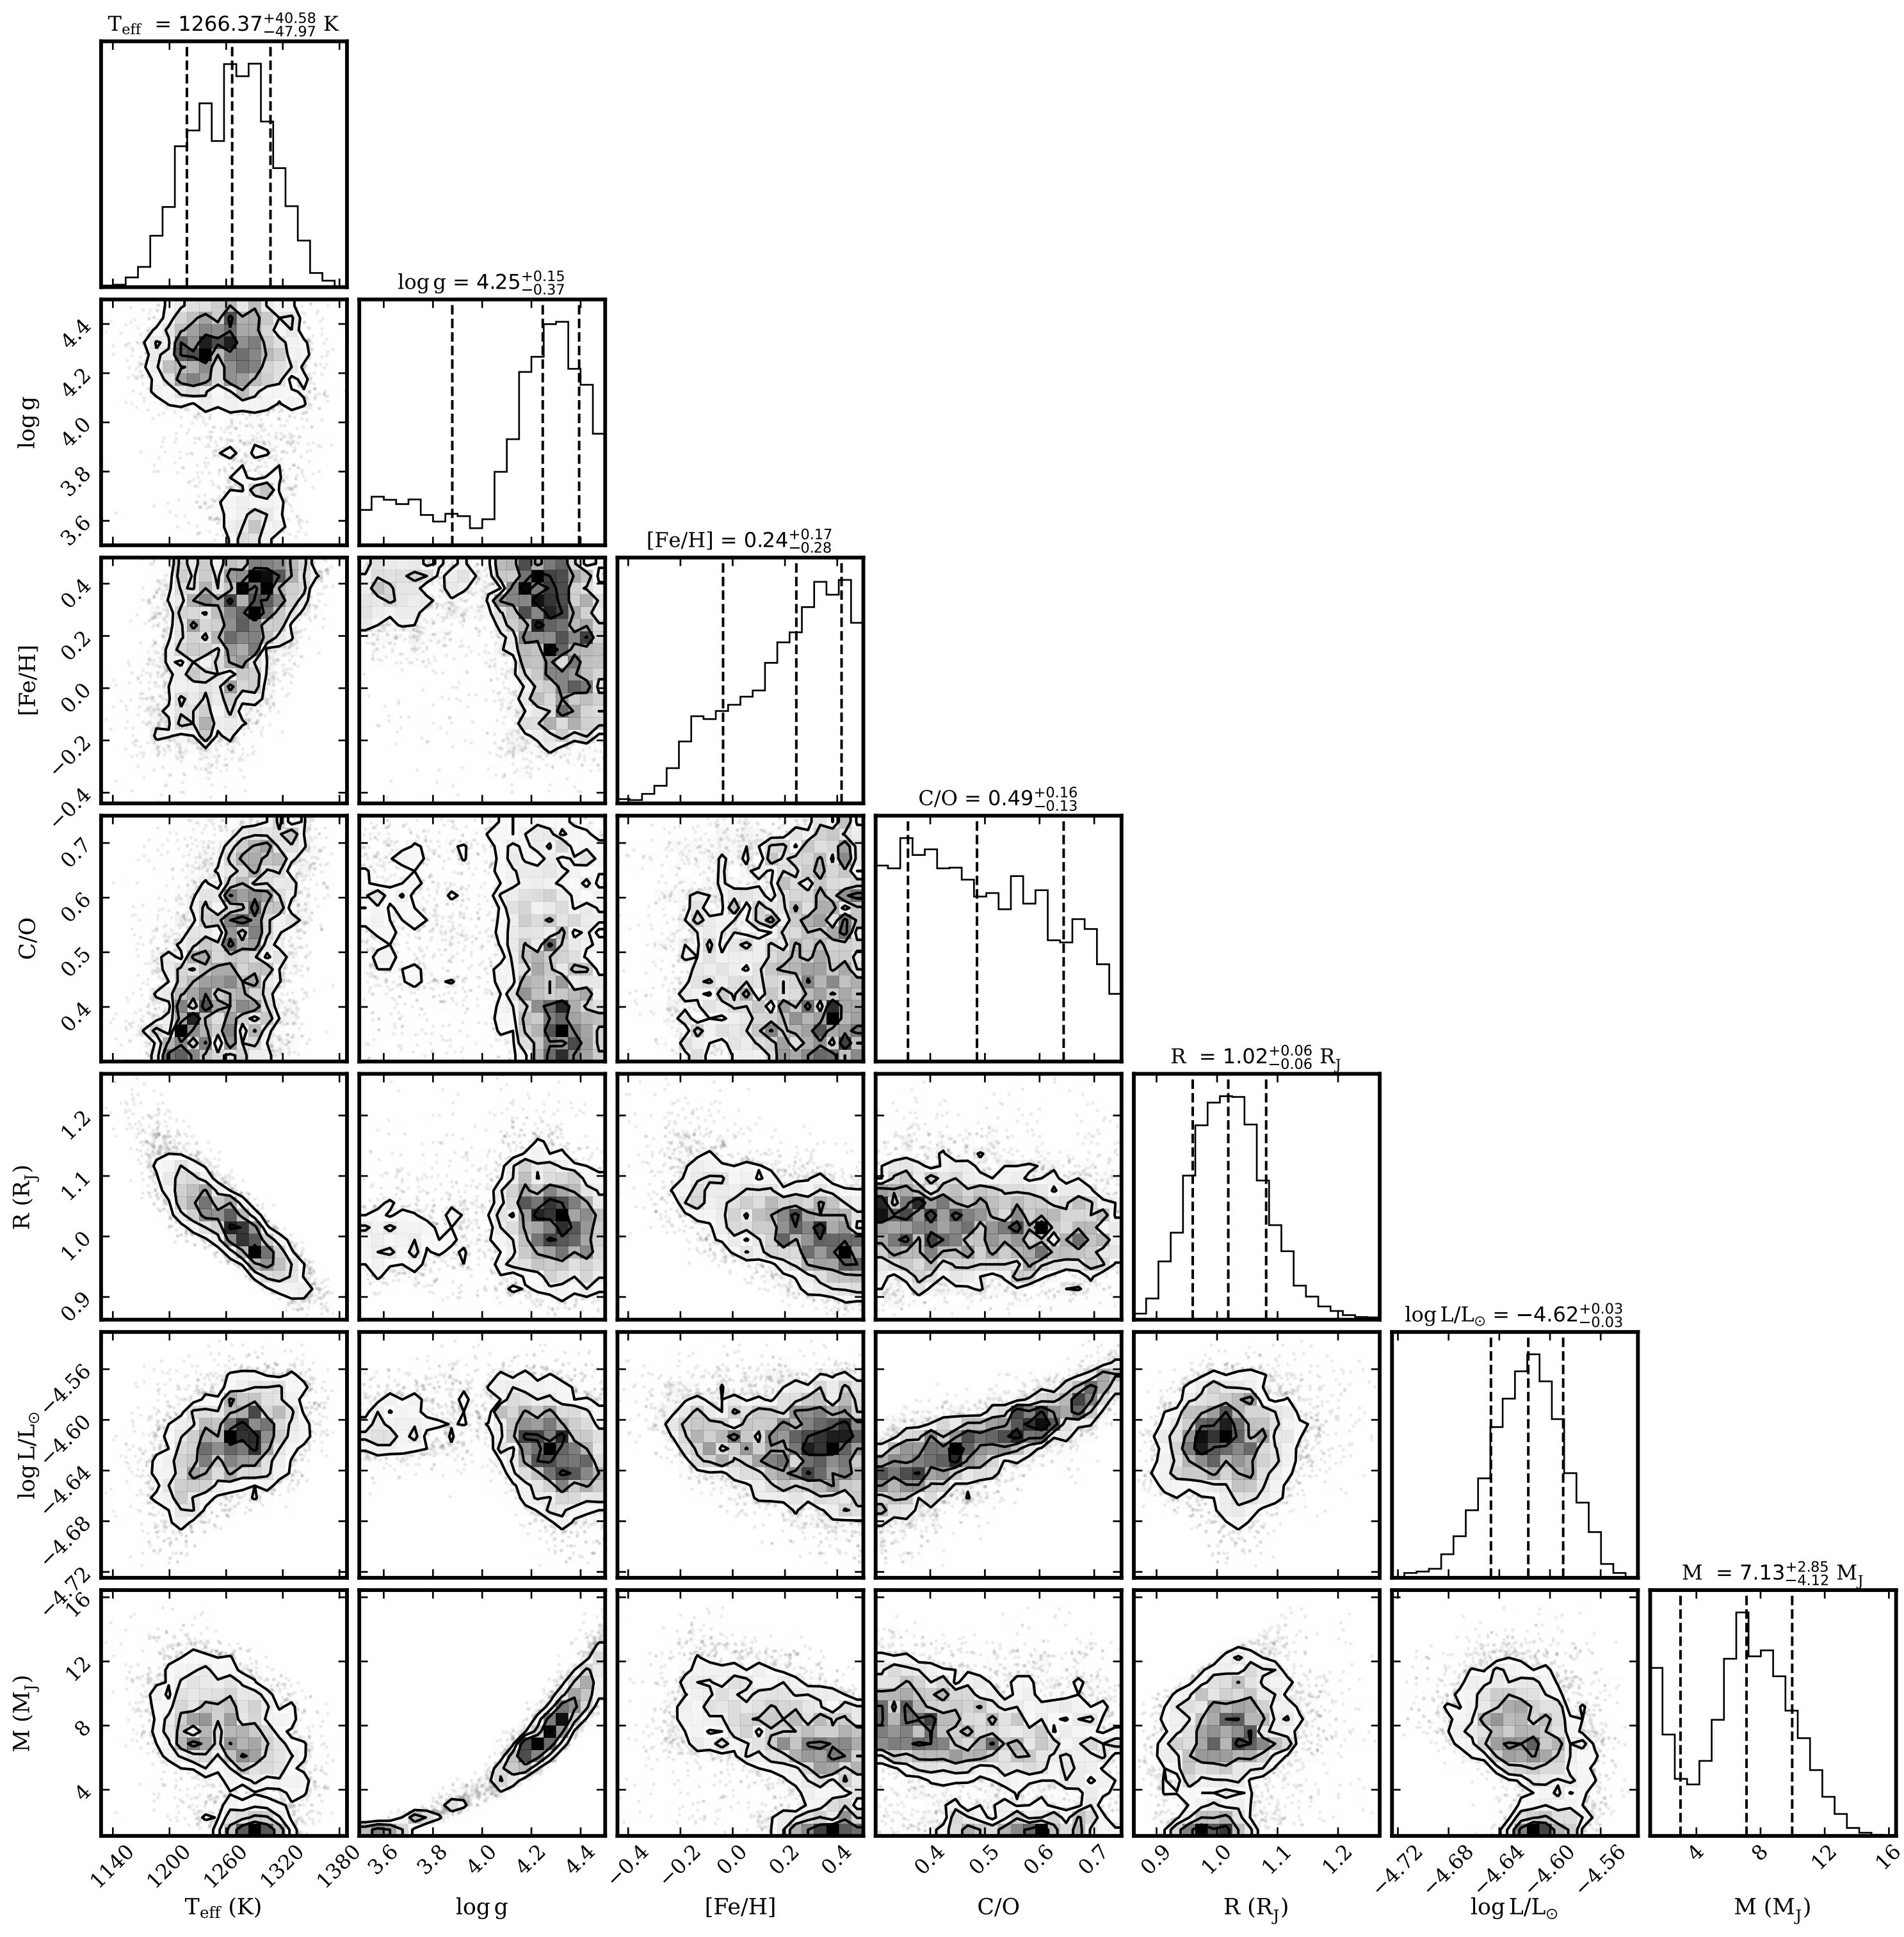 T_eff = 1266.37 +40.58 −47.97 K
log g = 4.25 +0.15 −0.37
4.4
4.2
4.0
3.8
3.6
log g
[Fe/H] = 0.24 +0.17 −0.28
0.4
0.2
0.0
−0.2
−0.4
[Fe/H]
C/O = 0.49 +0.16 −0.13
0.7
0.6
0.5
0.4
C/O
R = 1.02 +0.06 −0.06 R_J
1.2
1.1
1.0
0.9
R (R_J)
log L/L⊙ = −4.62 +0.03 −0.03
−4.56
−4.60
−4.64
−4.68
−4.72
log L/L⊙
M = 7.13 +2.85 −4.12 M_J
16
12
8
4
M (M_J)
1140 1200 1260 1320 1380 3.6 3.8 4.0 4.2 4.4 −0.4 −0.2 0.0 0.2 0.4 0.4 0.5 0.6 0.7 0.9 1.0 1.1 1.2 −4.72 −4.68 −4.64 −4.60 −4.56 4 8 12 16
T_eff (K) log g [Fe/H] C/O R (R_J) log L/L⊙ M (M_J)